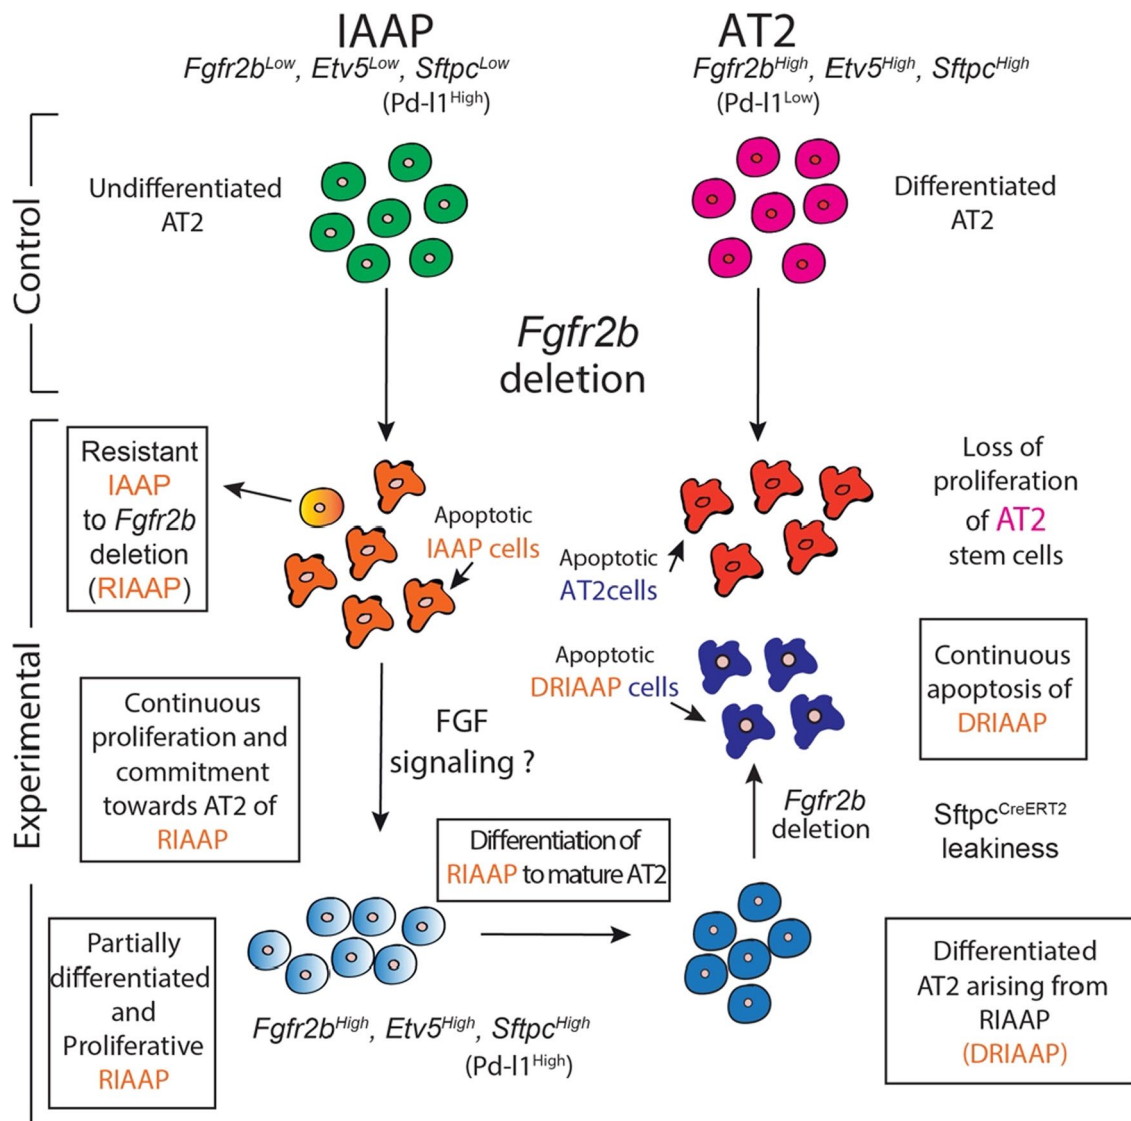 IAAP
Fgfr2bLow, Etv5Low, SftpcLow
(Pd-l1High)
AT2
Fgfr2bHigh, Etv5High, SftpcHigh
(Pd-l1Low)
Control
Undifferentiated
AT2
Differentiated
AT2
Fgfr2b
deletion
Experimental
Resistant
IAAP
to Fgfr2b
deletion
(RIAAP)
Apoptotic
IAAP cells
Apoptotic
AT2cells
Loss of
proliferation
of AT2
stem cells
Apoptotic
DRIAAP cells
Continuous
apoptosis of
DRIAAP
Continuous
proliferation and
commitment
towards AT2 of
RIAAP
FGF
signaling ?
Fgfr2b
deletion
SftpcCreERT2
leakiness
Differentiation of
RIAAP to mature AT2
Partially
differentiated
and
Proliferative
RIAAP
Fgfr2bHigh, Etv5High, SftpcHigh
(Pd-l1High)
Differentiated
AT2 arising from
RIAAP
(DRIAAP)